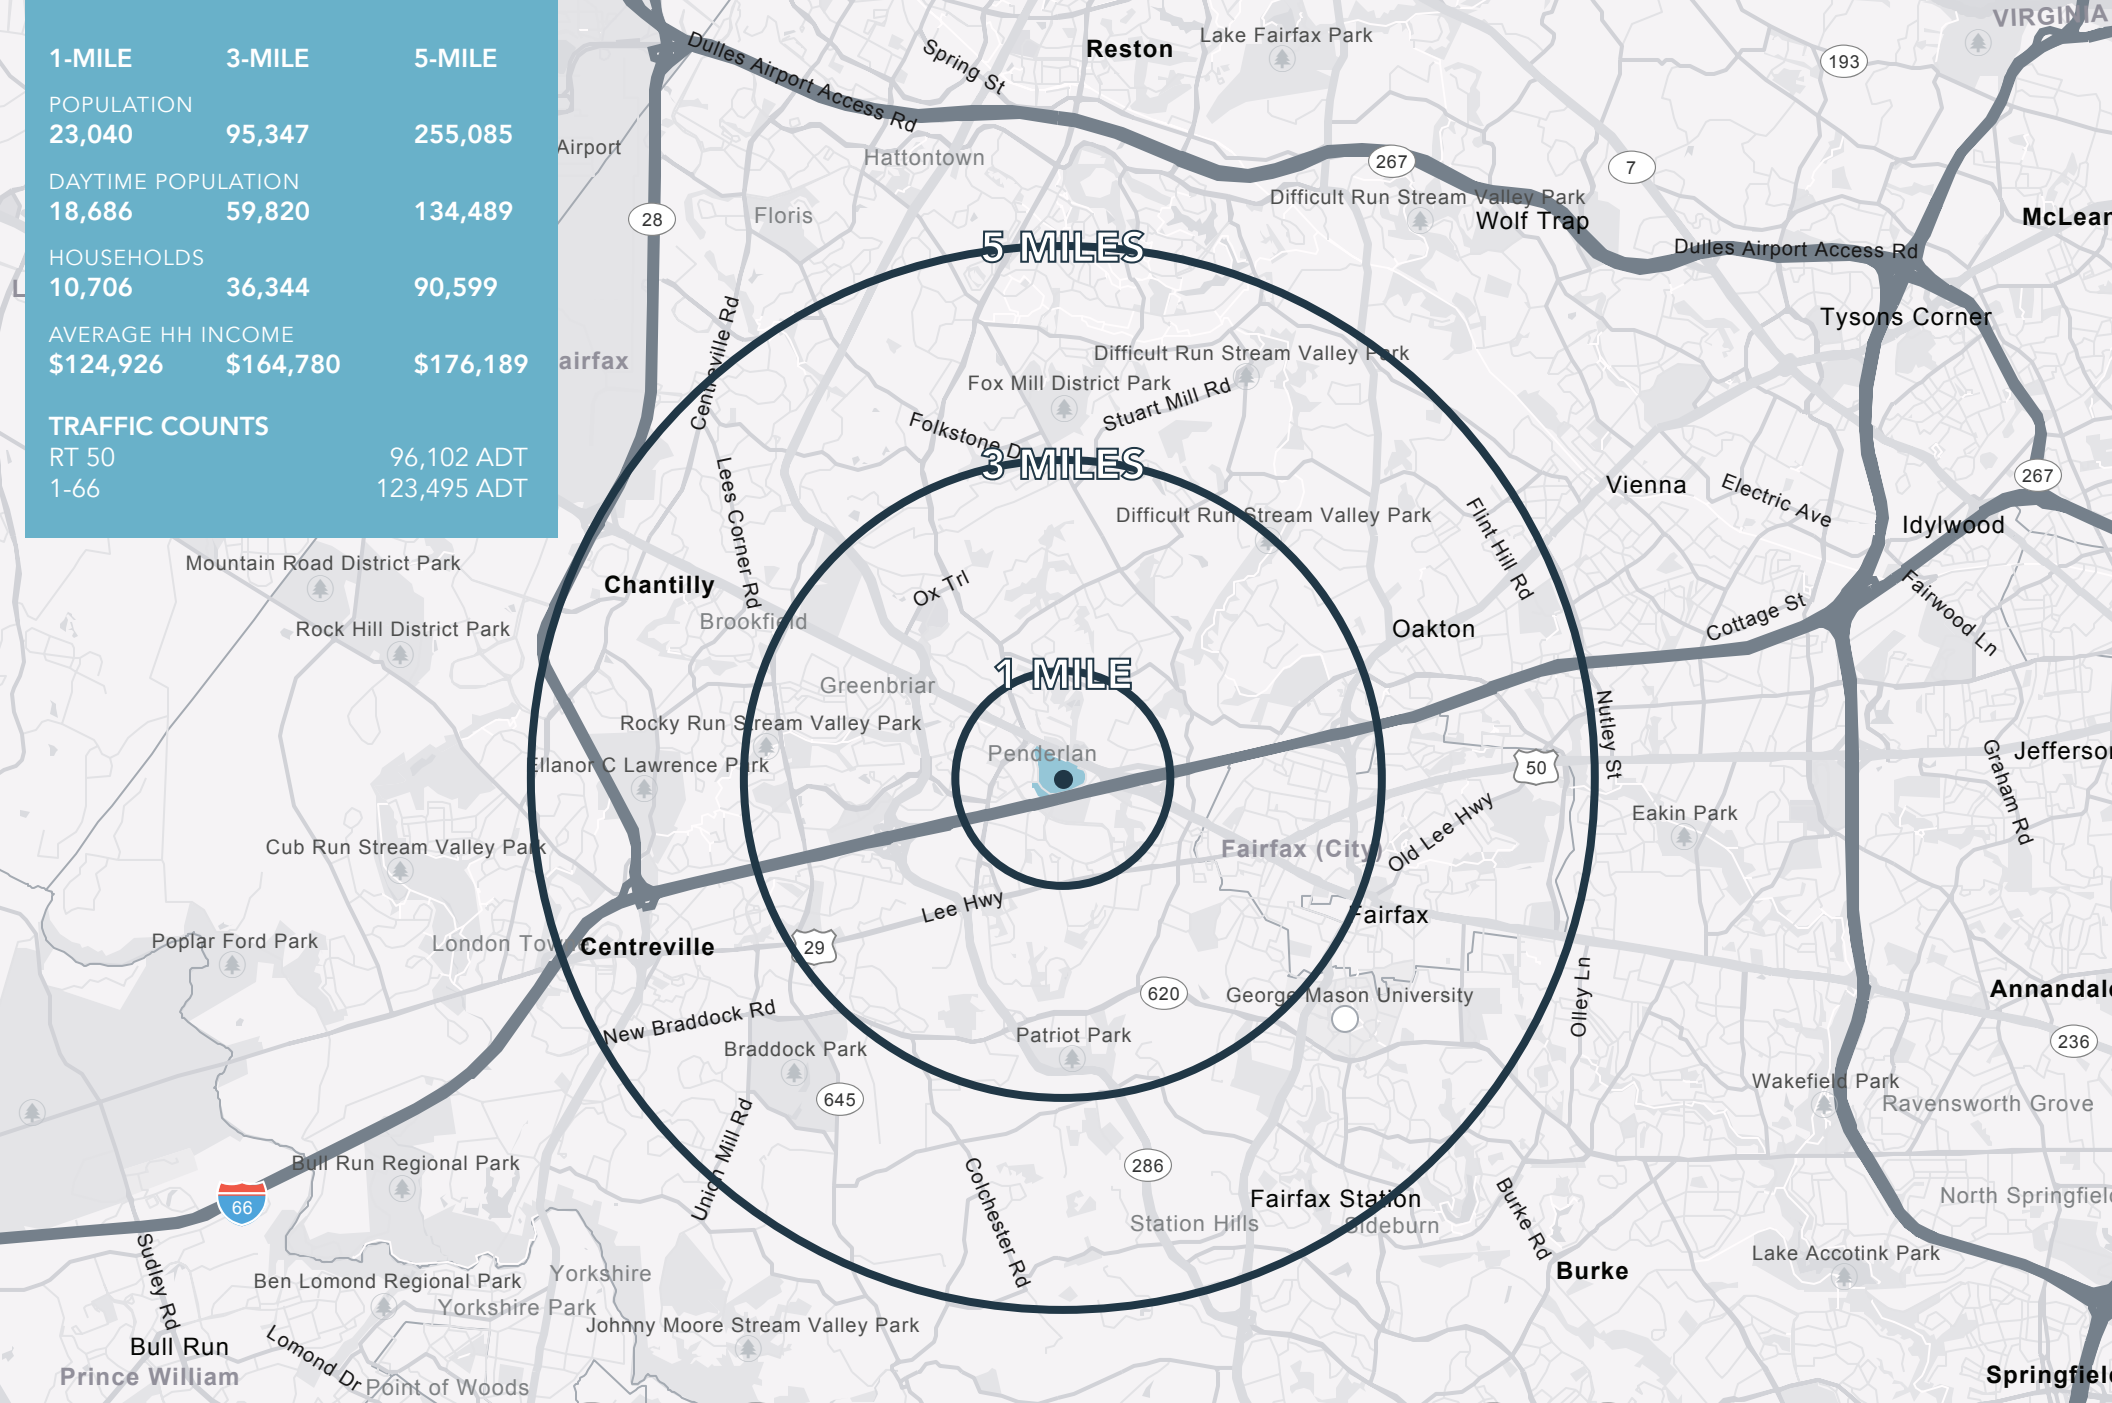 1-MILE 3-MILE 5-MILE
POPULATION
23,040 95,347 255,085
DAYTIME POPULATION
18,686 59,820 134,489
HOUSEHOLDS
10,706 36,344 90,599
AVERAGE HH INCOME
$124,926 $164,780 $176,189
TRAFFIC COUNTS
RT 50 96,102 ADT
1-66 123,495 ADT
VIRGINIA
Reston
Lake Fairfax Park
Spring St
Dulles Airport Access Rd
193
Airport
Hattontown
267
7
Difficult Run Stream Valley Park
Wolf Trap
28
Floris
McLean
5 MILES
Dulles Airport Access Rd
Tysons Corner
Centreville Rd
airfax
Difficult Run Stream Valley Park
Fox Mill District Park
Stuart Mill Rd
Folkstone D
3 MILES
Lees Corner Rd
Vienna
Electric Ave
267
Flint Hill Rd
Difficult Run Stream Valley Park
Idylwood
Mountain Road District Park
Chantilly
Ox Trl
Fairwood Ln
Cottage St
Rock Hill District Park
Brookfield
Oakton
1 MILE
Greenbriar
Rocky Run Stream Valley Park
Nutley St
Penderlan
Ellanor C Lawrence Park
50
Jefferso
Graham Rd
Eakin Park
Old Lee Hwy
Cub Run Stream Valley Park
Fairfax (City)
Lee Hwy
Fairfax
Poplar Ford Park
London Tow
Centreville
29
Olley Ln
620
George Mason University
Annandale
New Braddock Rd
Patriot Park
Braddock Park
236
645
Wakefield Park
Ravensworth Grove
Union Mill Rd
Bull Run Regional Park
286
Colchester Rd
66
Fairfax Station
Burke Rd
North Springfield
Station Hills
Sideburn
Sudley Rd
Lake Accotink Park
Burke
Ben Lomond Regional Park
Yorkshire
Yorkshire Park
Johnny Moore Stream Valley Park
Bull Run
Lomond Dr
Prince William
Point of Woods
Springfield